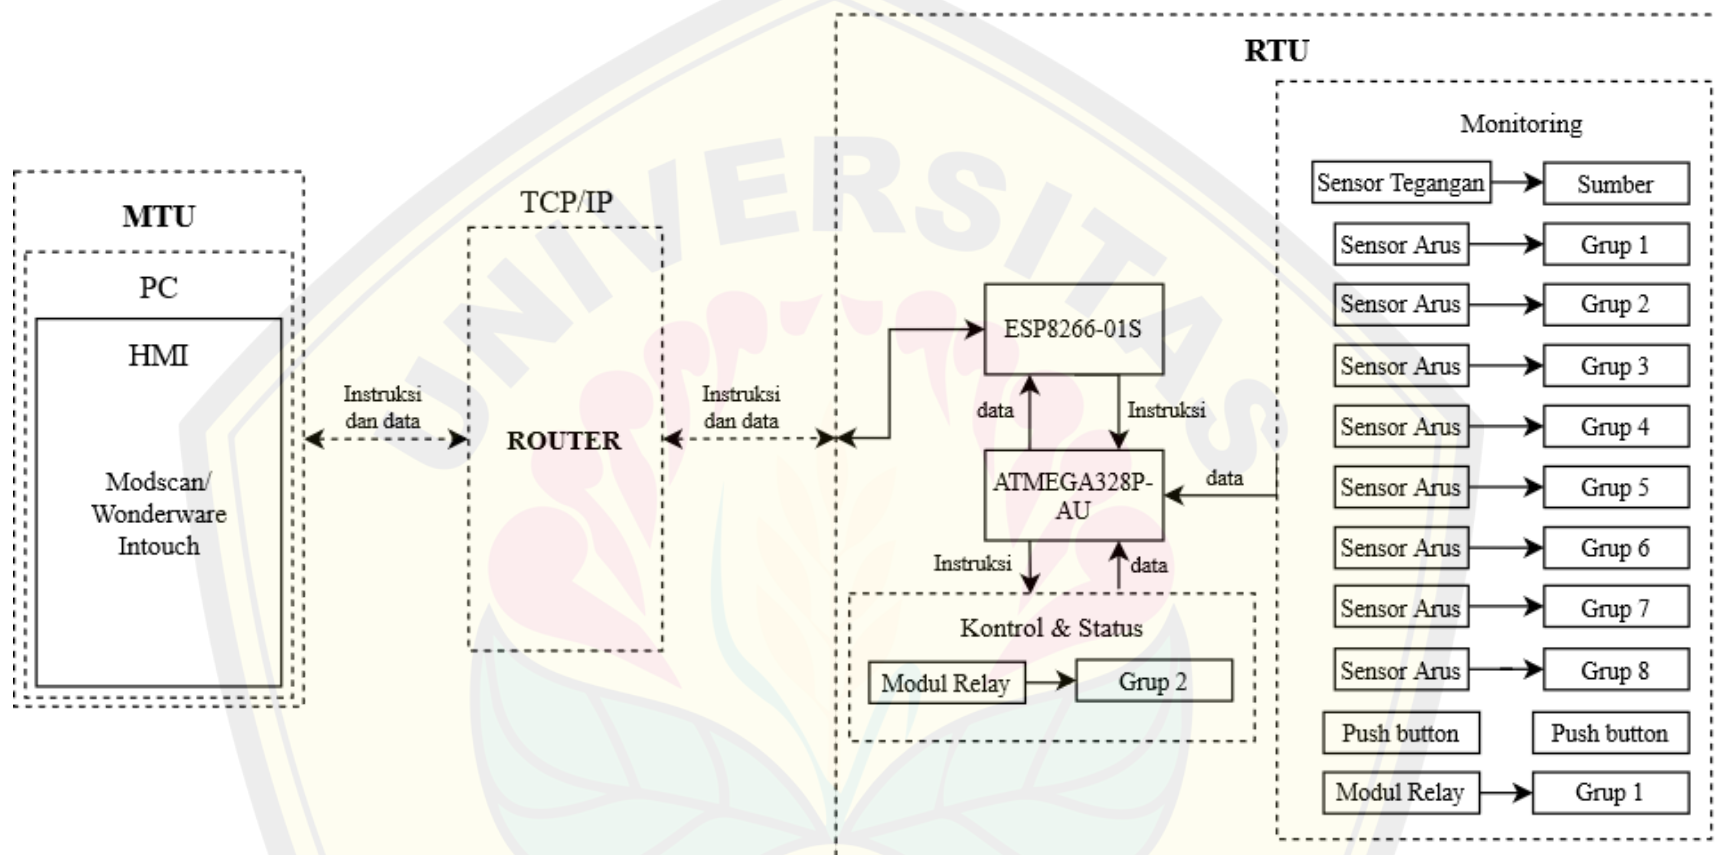 RTU
MTU
PC
HMI
Modscan/
Wonderware
Intouch
Instruksi
dan data
TCP/IP
ROUTER
Instruksi
dan data
ESP8266-01S
data
Instruksi
ATMEGA328P-
AU
data
Instruksi
data
Kontrol & Status
Modul Relay
Grup 2
Monitoring
Sensor Tegangan
Sumber
Sensor Arus
Grup 1
Sensor Arus
Grup 2
Sensor Arus
Grup 3
Sensor Arus
Grup 4
Sensor Arus
Grup 5
Sensor Arus
Grup 6
Sensor Arus
Grup 7
Sensor Arus
Grup 8
Push button
Push button
Modul Relay
Grup 1
UNIVERSITAS